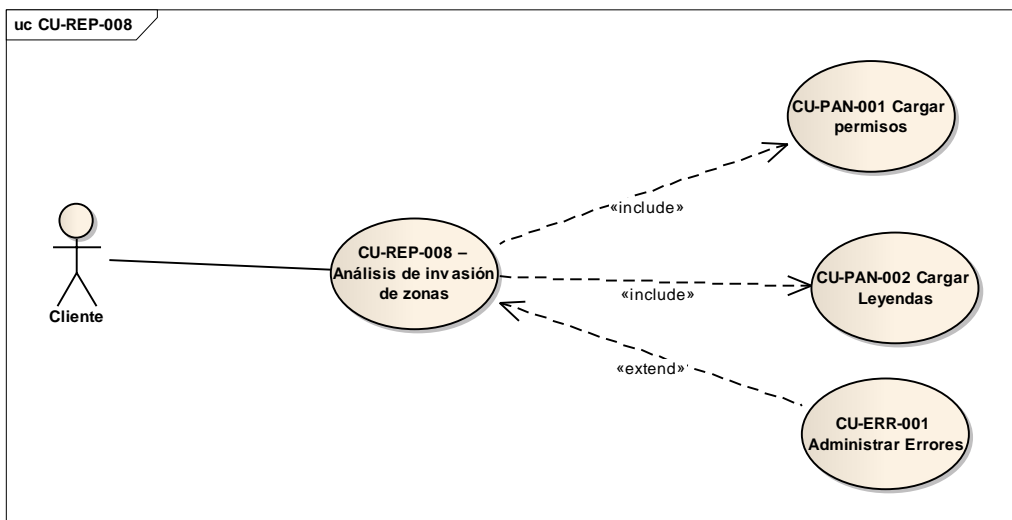 uc CU-REP-008
CU-PAN-001 Cargar
permisos
«include»
CU-REP-008 –
Análisis de invasión
de zonas
Cliente
CU-PAN-002 Cargar
Leyendas
«include»
«extend»
CU-ERR-001
Administrar Errores